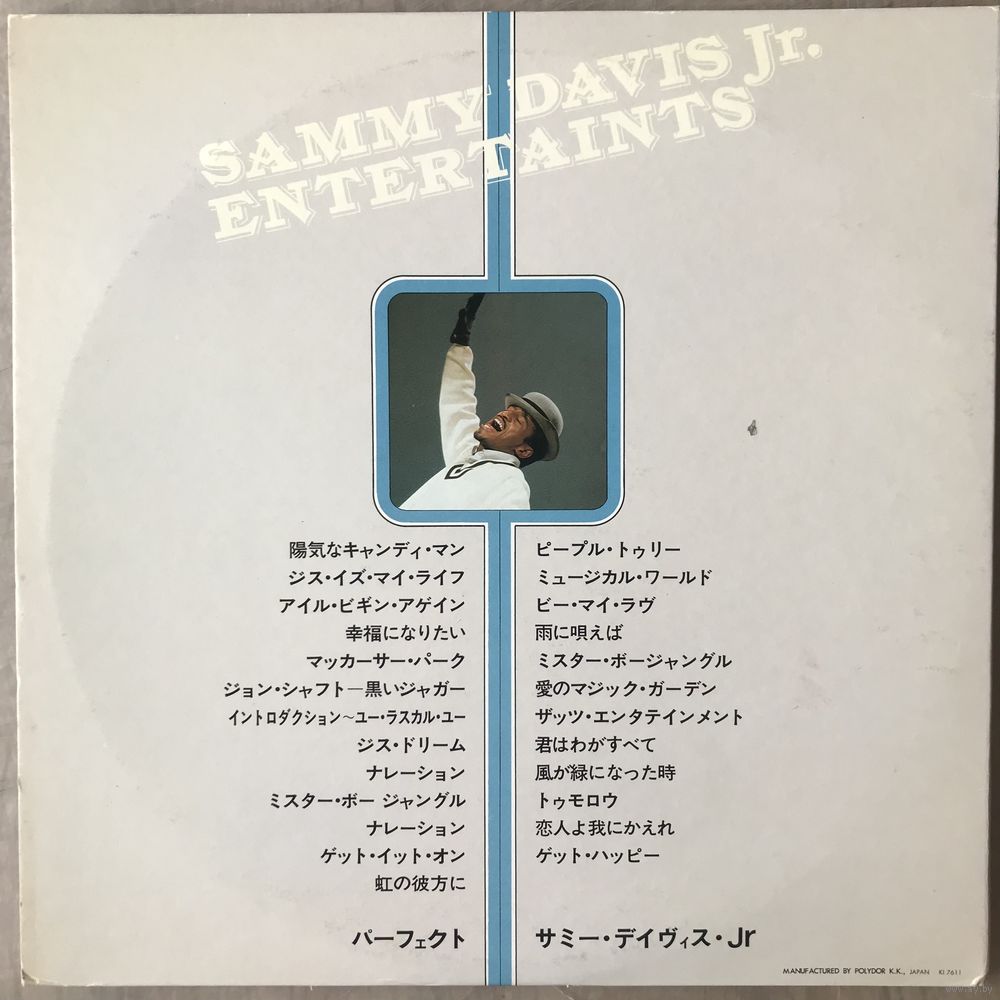 SAMMY DAVIS Jr.
ENTERTAINTS
陽気なキャンディ・マン
ジス・イズ・マイ・ライフ
アイル・ビギン・アゲイン
幸福になりたい
マッカーサー・パーク
ジョン・シャフト—黒いジャガー
イントロダクション〜ユー・ラスカル・ユー
ジス・ドリーム
ナレーション
ミスター・ボー ジャングル
ナレーション
ゲット・イット・オン
虹の彼方に
パーフェクト
ピープル・トゥリー
ミュージカル・ワールド
ビー・マイ・ラヴ
雨に唄えば
ミスター・ボージャングル
愛のマジック・ガーデン
ザッツ・エンタテインメント
君はわがすべて
風が緑になった時
トゥモロウ
恋人よ我にかえれ
ゲット・ハッピー
サミー・デイヴィス・Jr
MANUFACTURED BY POLYDOR K.K., JAPAN KI 7611
www.ay.by